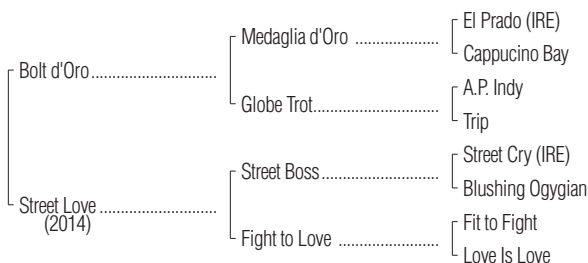 El Prado (IRE)
Medaglia d'Oro
Cappucino Bay
Bolt d'Oro
A.P. Indy
Globe Trot
Trip
Street Cry (IRE)
Street Boss
Blushing Ogygian
Street Love
(2014)
Fit to Fight
Fight to Love
Love Is Love